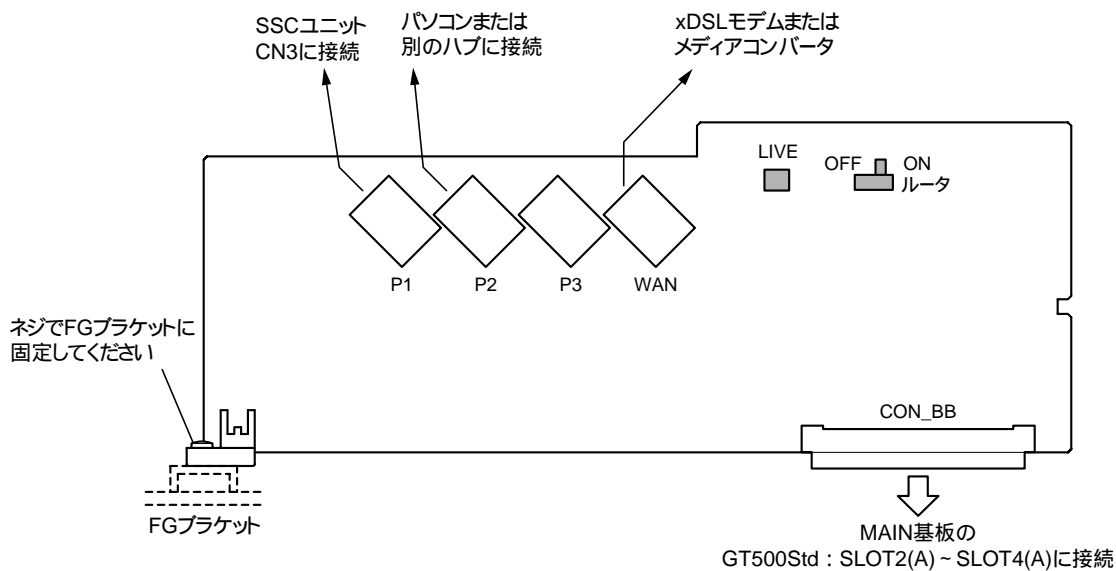 SSCユニット
CN3に接続
パソコンまたは
別のハブに接続
xDSLモデムまたは
メディアコンバータ
LIVE
OFF ON
ルータ
P1 P2 P3 WAN
ネジでFGブラケットに
固定してください
CON_BB
FGブラケット
MAIN基板の
GT500Std：SLOT2(A) ~ SLOT4(A)に接続